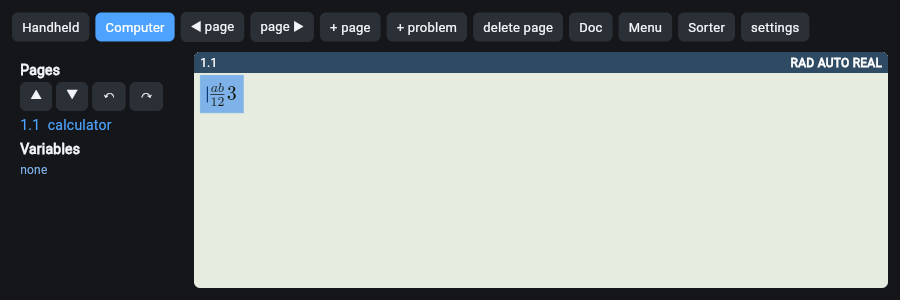 Handheld Computer ◀ page page ▶ + page + problem delete page Doc Menu Sorter settings
Pages
1.1 calculator
Variables
none
1.1 RAD AUTO REAL
|ab/12 3